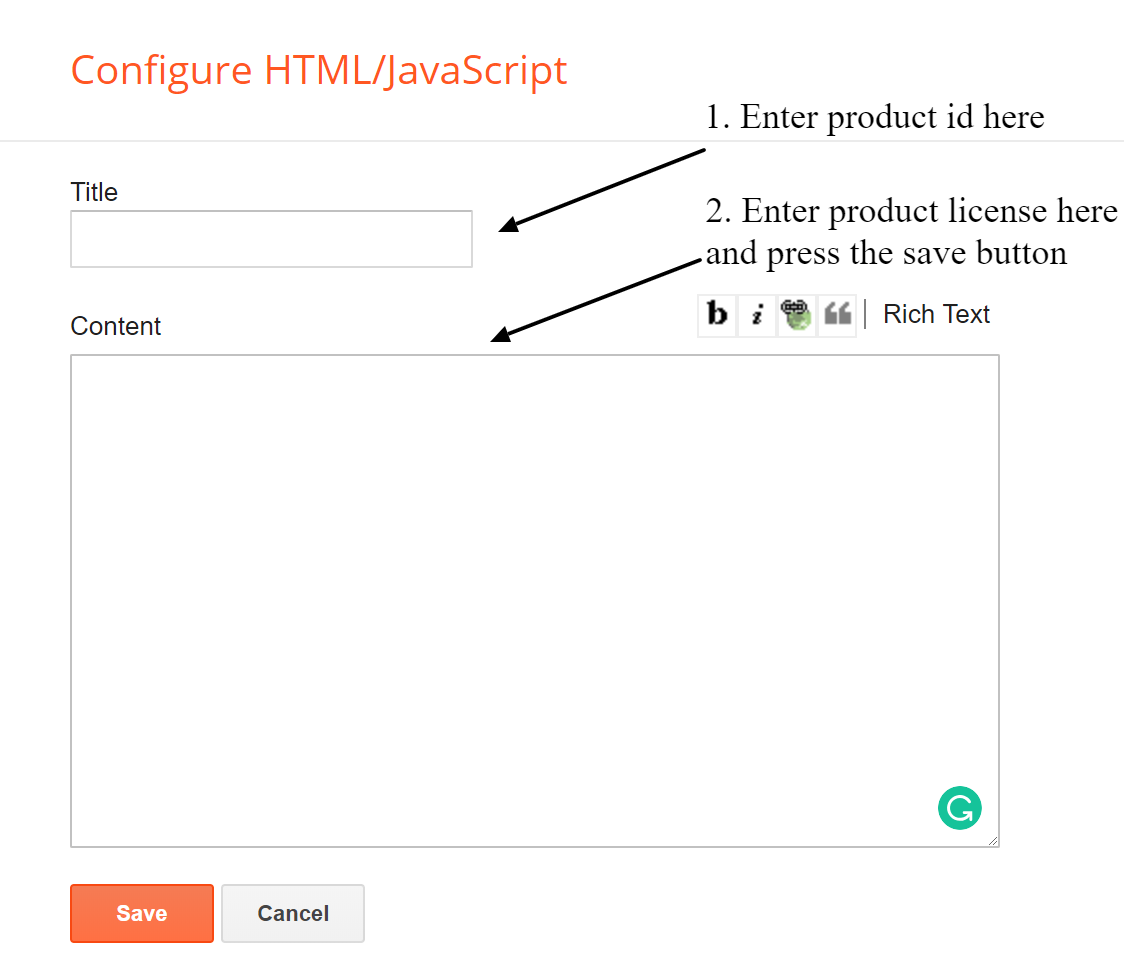 Configure HTML/JavaScript
1. Enter product id here
Title
2. Enter product license here
and press the save button
Content
b i Rich Text
Save Cancel